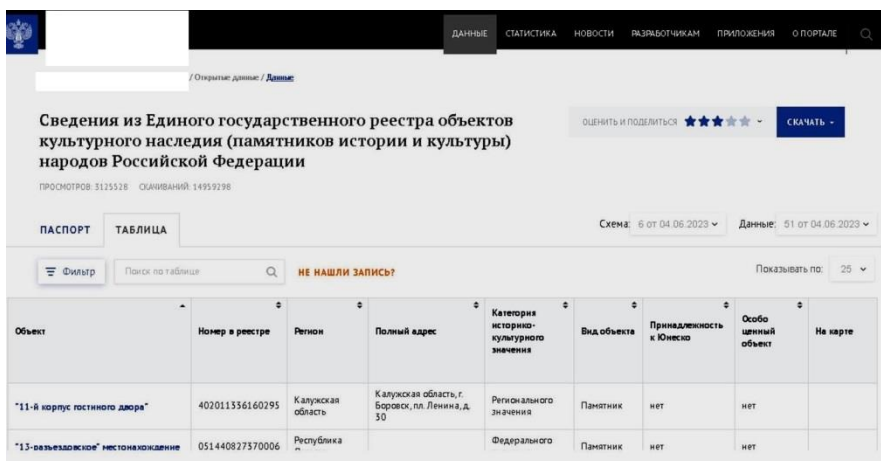 ДАННЫЕ СТАТИСТИКА НОВОСТИ РАЗРАБОТЧИКАМ ПРИЛОЖЕНИЯ О ПОРТАЛЕ
/ Открытые данные / Данные
Сведения из Единого государственного реестра объектов
культурного наследия (памятников истории и культуры)
народов Российской Федерации
ОЦЕНИТЬ И ПОДЕЛИТЬСЯ
СКАЧАТЬ
ПРОСМОТРОВ: 3125528 СКАЧИВАНИЙ: 14959298
ПАСПОРТ ТАБЛИЦА
Схема: 6 от 04.06.2023 Данные: 51 от 04.06.2023
Фильтр Поиск по таблице НЕ НАШЛИ ЗАПИСЬ? Показывать по: 25
Объект
Номер в реестре
Регион
Полный адрес
Категория
историко-
культурного
значения
Вид объекта
Принадлежность
к Юнеско
Особо
ценный
объект
На карте
"11-й корпус гостиного двора"
402011336160295
Калужская
область
Калужская область, г.
Боровск, пл. Ленина, д.
30
Регионального
значения
Памятник
нет
нет
"13-разъездовское" местонахождение
051440827370006
Республика
Федерального
Памятник
нет
нет